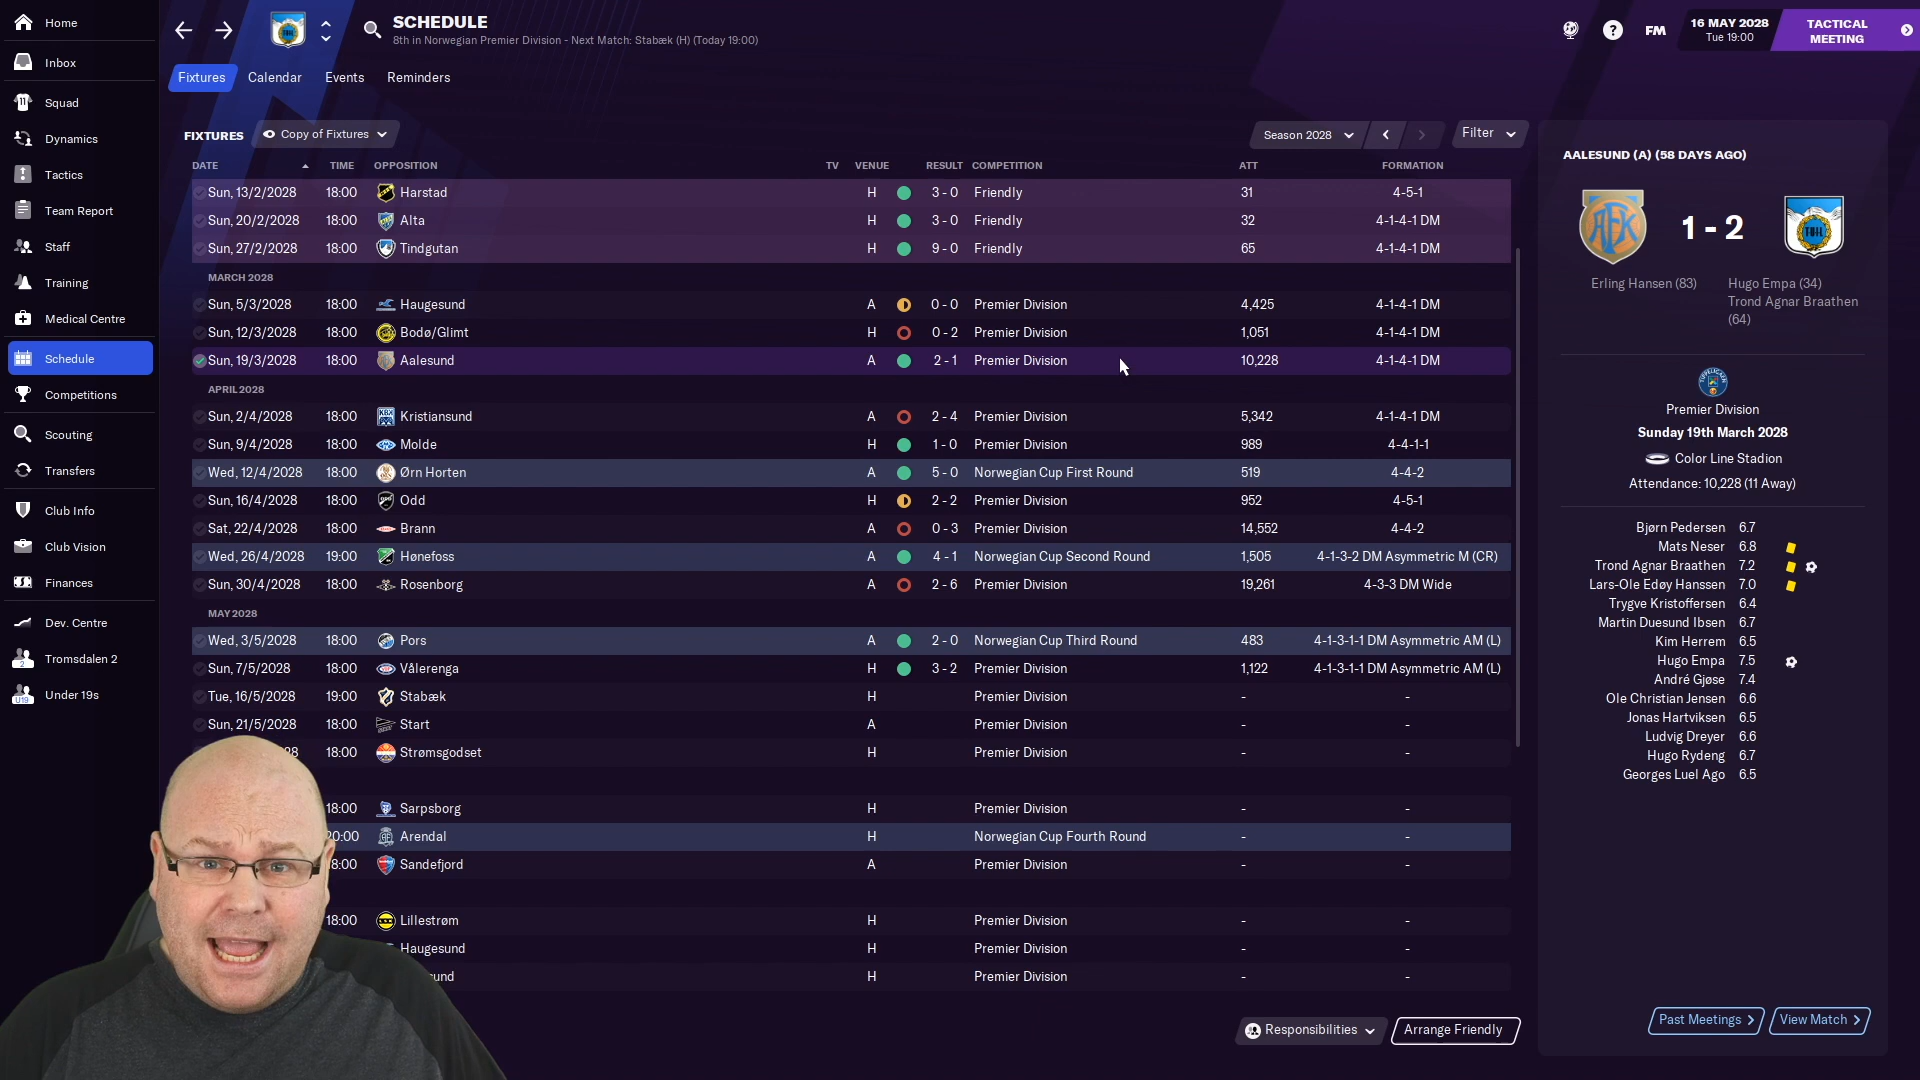 Home
Inbox
Squad
Dynamics
Tactics
Team Report
Staff
Training
Medical Centre
Schedule
Competitions
Scouting
Transfers
Club Info
Club Vision
Finances
Dev. Centre
Tromsdalen 2
Under 19s
SCHEDULE
8th in Norwegian Premier Division - Next Match: Stabæk (H) (Today 19:00)
FM
16 MAY 2028
Tue 19:00
TACTICAL
MEETING
Fixtures Calendar Events Reminders
FIXTURES Copy of Fixtures
Season 2028 Filter
DATE TIME OPPOSITION TV VENUE RESULT COMPETITION ATT FORMATION
Sun, 13/2/2028 18:00 Harstad H 3 - 0 Friendly 31 4-5-1
Sun, 20/2/2028 18:00 Alta H 3 - 0 Friendly 32 4-1-4-1 DM
Sun, 27/2/2028 18:00 Tindgutan H 9 - 0 Friendly 65 4-1-4-1 DM
MARCH 2028
Sun, 5/3/2028 18:00 Haugesund A 0 - 0 Premier Division 4,425 4-1-4-1 DM
Sun, 12/3/2028 18:00 Bodø/Glimt H 0 - 2 Premier Division 1,051 4-1-4-1 DM
Sun, 19/3/2028 18:00 Aalesund A 2 - 1 Premier Division 10,228 4-1-4-1 DM
APRIL 2028
Sun, 2/4/2028 18:00 Kristiansund A 2 - 4 Premier Division 5,342 4-1-4-1 DM
Sun, 9/4/2028 18:00 Molde H 1 - 0 Premier Division 989 4-4-1-1
Wed, 12/4/2028 18:00 Ørn Horten A 5 - 0 Norwegian Cup First Round 519 4-4-2
Sun, 16/4/2028 18:00 Odd H 2 - 2 Premier Division 952 4-5-1
Sat, 22/4/2028 18:00 Brann A 0 - 3 Premier Division 14,552 4-4-2
Wed, 26/4/2028 19:00 Hønefoss A 4 - 1 Norwegian Cup Second Round 1,505 4-1-3-2 DM Asymmetric M (CR)
Sun, 30/4/2028 18:00 Rosenborg A 2 - 6 Premier Division 19,261 4-3-3 DM Wide
MAY 2028
Wed, 3/5/2028 18:00 Pors A 2 - 0 Norwegian Cup Third Round 483 4-1-3-1-1 DM Asymmetric AM (L)
Sun, 7/5/2028 18:00 Vålerenga H 3 - 2 Premier Division 1,122 4-1-3-1-1 DM Asymmetric AM (L)
Tue, 16/5/2028 19:00 Stabæk H Premier Division - -
Sun, 21/5/2028 18:00 Start A Premier Division - -
18:00 Strømsgodset H Premier Division - -
18:00 Sarpsborg H Premier Division - -
20:00 Arendal H Norwegian Cup Fourth Round - -
18:00 Sandefjord A Premier Division - -
18:00 Lillestrøm H Premier Division - -
Haugesund H Premier Division - -
H Premier Division - -
Responsibilities Arrange Friendly
AALESUND (A) (58 DAYS AGO)
1 - 2
Erling Hansen (83)
Hugo Empa (34)
Trond Agnar Braathen
(64)
Premier Division
Sunday 19th March 2028
Color Line Stadion
Attendance: 10,228 (11 Away)
Bjørn Pedersen 6.7
Mats Neser 6.8
Trond Agnar Braathen 7.2
Lars-Ole Edøy Hanssen 7.0
Trygve Kristoffersen 6.4
Martin Duesund Ibsen 6.7
Kim Herrem 6.5
Hugo Empa 7.5
André Gjøse 7.4
Ole Christian Jensen 6.6
Jonas Hartviksen 6.5
Ludvig Dreyer 6.6
Hugo Rydeng 6.7
Georges Luel Ago 6.5
Past Meetings View Match